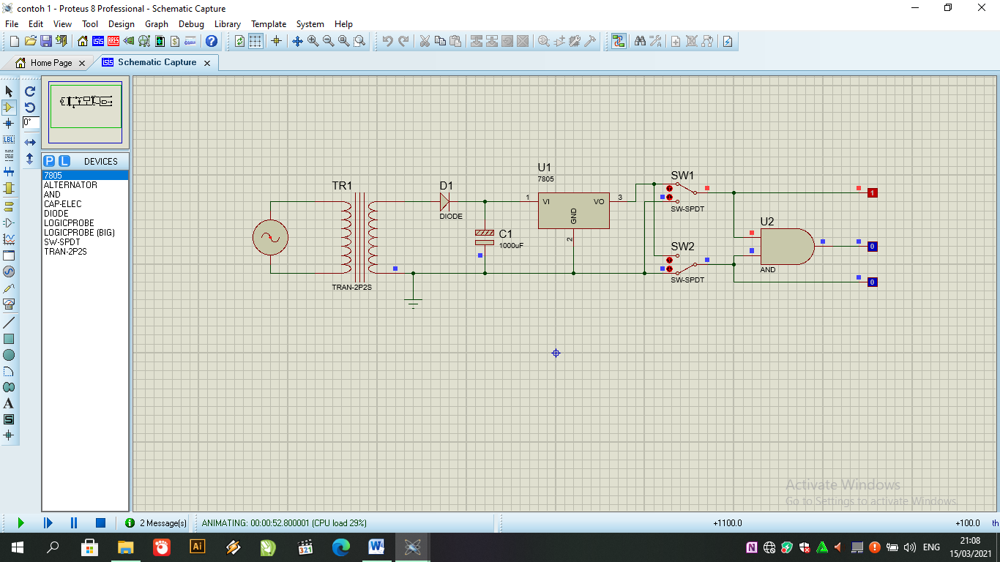 contoh 1 - Proteus 8 Professional - Schematic Capture
File Edit View Tool Design Graph Debug Library Template System Help
Home Page
Schematic Capture
0°
LBL
P L DEVICES
7805
ALTERNATOR
AND
CAP-ELEC
DIODE
LOGICPROBE
LOGICPROBE (BIG)
SW-SPDT
TRAN-2P2S
A
S
TR1
TRAN-2P2S
D1
DIODE
C1
1000uF
U1
7805
1 VI VO 3
GND
2
SW1
SW-SPDT
SW2
SW-SPDT
U2
AND
1
0
0
Activate Windows
Go to Settings to activate Windows.
2 Message(s)
ANIMATING: 00:00:52.800001 (CPU load 29%)
+1100.0
+100.0
th
Ai
321
W
N
ENG
21:08
15/03/2021